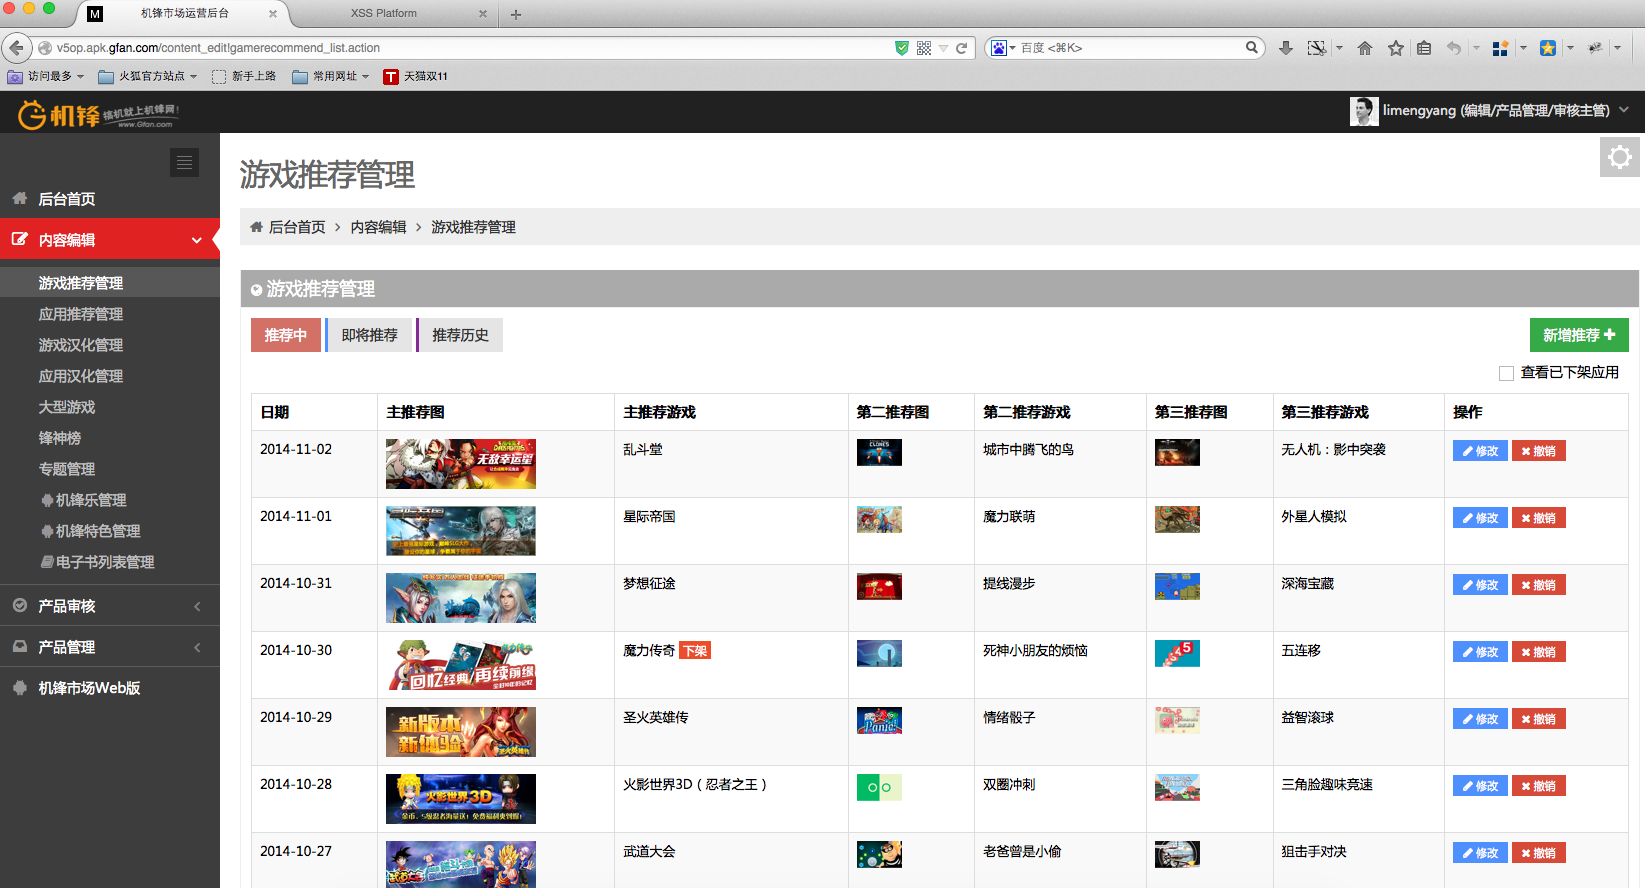 机锋市场运营后台
XSS Platform
v5op.apk.gfan.com/content_edit!gamerecommend_list.action
百度 <⌘K>
访问最多
火狐官方站点
新手上路
常用网址
天猫双11
机锋 搞机就上机锋网!
www.Gfan.com
limengyang (编辑/产品管理/审核主管)
后台首页
内容编辑
游戏推荐管理
应用推荐管理
游戏汉化管理
应用汉化管理
大型游戏
锋神榜
专题管理
机锋乐管理
机锋特色管理
电子书列表管理
产品审核
产品管理
机锋市场Web版
游戏推荐管理
后台首页 > 内容编辑 > 游戏推荐管理
游戏推荐管理
推荐中 即将推荐 推荐历史
新增推荐
查看已下架应用
日期 主推荐图 主推荐游戏 第二推荐图 第二推荐游戏 第三推荐图 第三推荐游戏 操作
2014-11-02 无敌幸运星 乱斗堂 CLONES 城市中腾飞的鸟 无人机：影中突袭 修改 撤销
2014-11-01 星际帝国 魔力联萌 外星人模拟 修改 撤销
2014-10-31 梦想征途 提线漫步 深海宝藏 修改 撤销
2014-10-30 回忆经典/再续前缘 魔力传奇 下架 死神小朋友的烦恼 5 五连移 修改 撤销
2014-10-29 新版本 新体验 圣火英雄传 Panic! 情绪骰子 益智滚球 修改 撤销
2014-10-28 火影世界3D 火影世界3D（忍者之王） 双圈冲刺 三角脸趣味竞速 修改 撤销
2014-10-27 武道大会 老爸曾是小偷 狙击手对决 修改 撤销